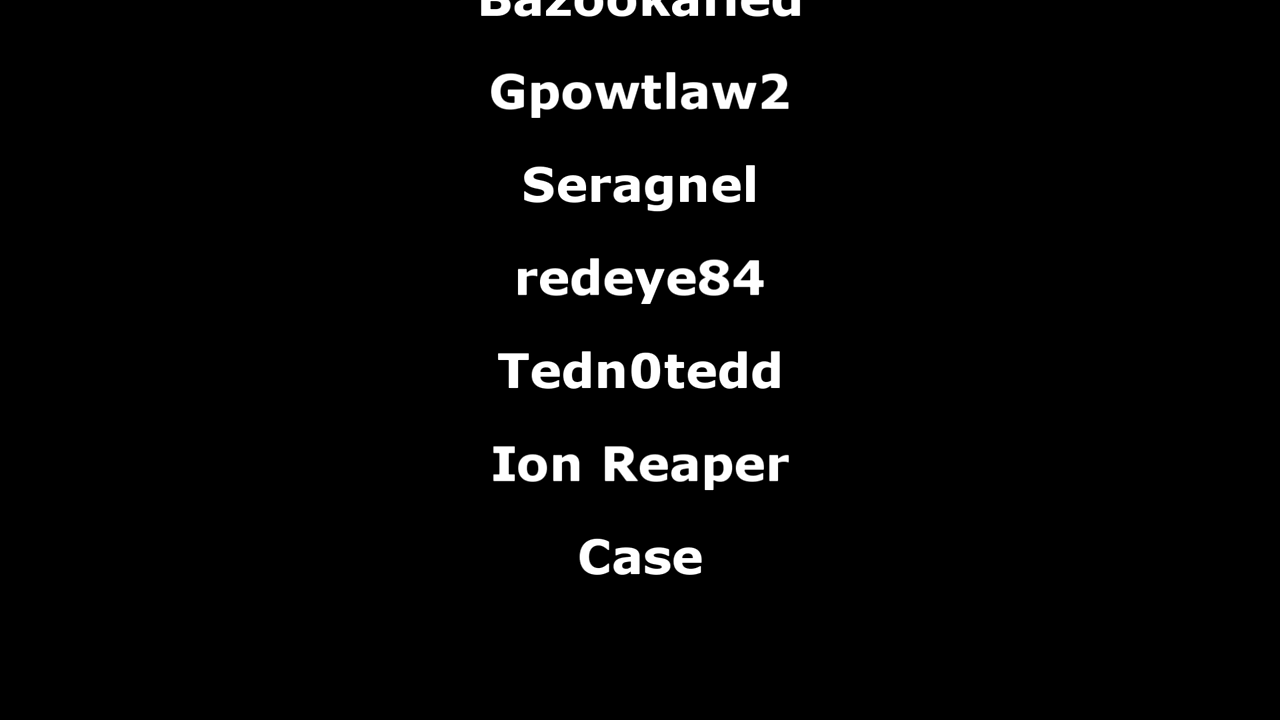 Gpowtlaw2
Seragnel
redeye84
Tedn0tedd
Ion Reaper
Case